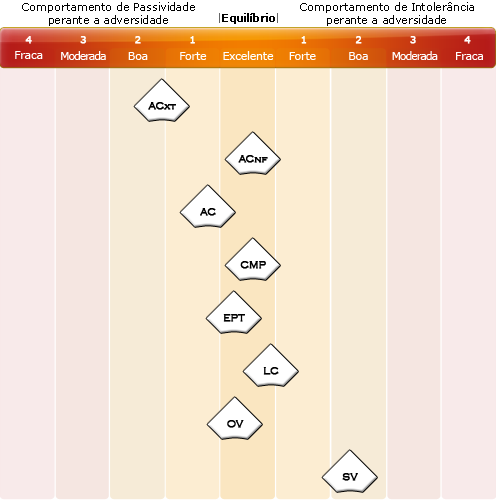 Comportamento de Passividade
perante a adversidade
|Equilíbrio|
Comportamento de Intolerância
perante a adversidade
4 3 2 1 1 2 3 4
Fraca Moderada Boa Forte Excelente Forte Boa Moderada Fraca
ACXT
ACNF
AC
CMP
EPT
LC
OV
SV